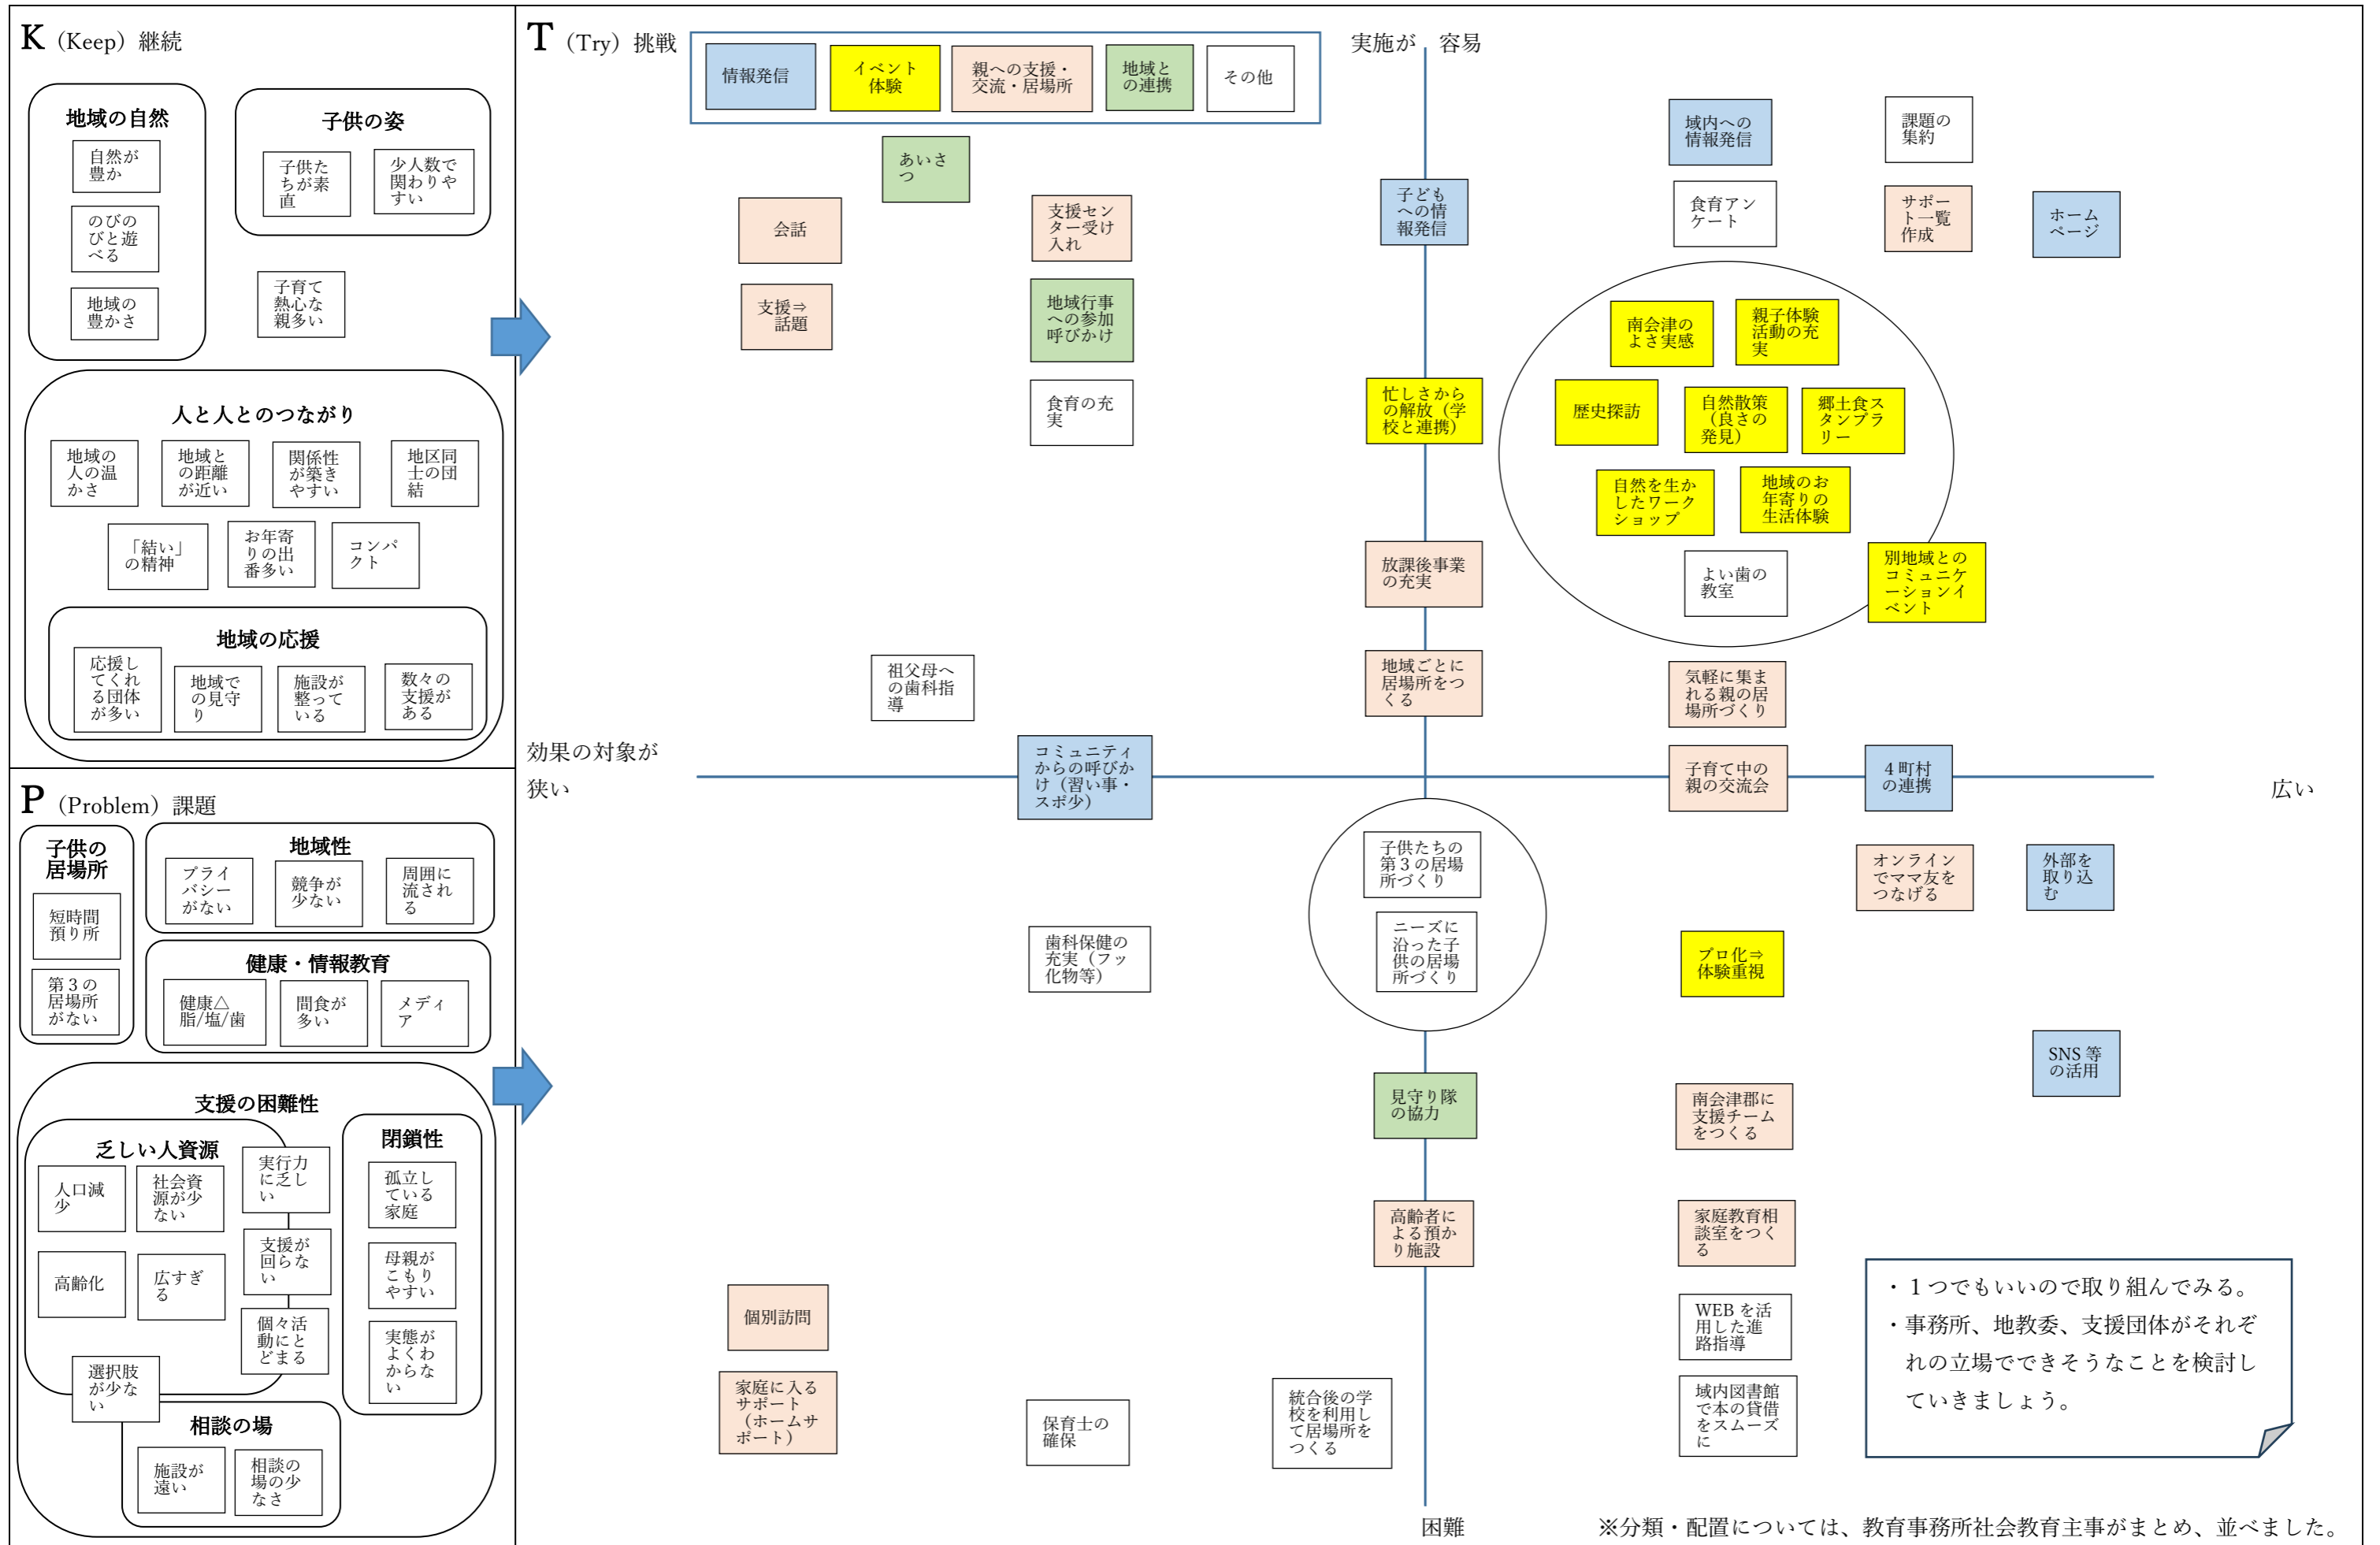 K（Keep）継続
地域の自然
自然が
豊か
のびの
びと遊
べる
地域の
豊かさ
子供の姿
子供た
ちが素
直
少人数で
関わりや
すい
子育て
熱心な
親多い
人と人とのつながり
地域の
人の温
かさ
地域と
の距離
が近い
関係性
が築き
やすい
地区同
士の団
結
「結い」
の精神
お年寄
りの出
番多い
コンパ
クト
地域の応援
応援し
てくれ
る団体
が多い
地域で
の見守
り
施設が
整って
いる
数々の
支援が
ある
P（Problem）課題
子供の
居場所
短時間
預り所
第３の
居場所
がない
地域性
プライ
バシー
がない
競争が
少ない
周囲に
流され
る
健康・情報教育
健康△
脂/塩/歯
間食が
多い
メディ
ア
支援の困難性
乏しい人資源
人口減
少
社会資
源が少
ない
高齢化
広すぎ
る
実行力
に乏し
い
支援が
回らな
い
個々活
動にと
どまる
選択肢
が少な
い
閉鎖性
孤立し
ている
家庭
母親が
こもり
やすい
実態が
よくわ
からな
い
相談の場
施設が
遠い
相談の
場の少
なさ
T（Try）挑戦
情報発信
イベント
体験
親への支援・
交流・居場所
地域と
の連携
その他
実施が　容易
あいさ
つ
会話
支援セン
ター受け
入れ
支援⇒
話題
地域行事
への参加
呼びかけ
食育の充
実
子ども
への情
報発信
域内への
情報発信
課題の
集約
食育アン
ケート
サポー
ト一覧
作成
ホーム
ページ
忙しさから
の解放（学
校と連携）
南会津の
よさ実感
親子体験
活動の充
実
歴史探訪
自然散策
（良さの
発見）
郷土食ス
タンプラ
リー
自然を生か
したワーク
ショップ
地域のお
年寄りの
生活体験
よい歯の
教室
別地域との
コミュニケ
ーションイ
ベント
放課後事業
の充実
祖父母へ
の歯科指
導
地域ごとに
居場所をつ
くる
気軽に集ま
れる親の居
場所づくり
効果の対象が
狭い
コミュニティ
からの呼びか
け（習い事・
スポ少）
子育て中の
親の交流会
４町村
の連携
広い
子供たちの
第３の居場
所づくり
ニーズに
沿った子
供の居場
所づくり
オンライン
でママ友を
つなげる
外部を
取り込
む
歯科保健の
充実（フッ
化物等）
プロ化⇒
体験重視
SNS 等
の活用
見守り隊
の協力
南会津郡に
支援チーム
をつくる
高齢者に
よる預か
り施設
家庭教育相
談室をつく
る
個別訪問
WEB を活
用した進
路指導
家庭に入る
サポート
（ホームサ
ポート）
保育士の
確保
統合後の学
校を利用し
て居場所を
つくる
域内図書館
で本の貸借
をスムーズ
に
・１つでもいいので取り組んでみる。
・事務所、地教委、支援団体がそれぞ
れの立場でできそうなことを検討し
ていきましょう。
困難
※分類・配置については、教育事務所社会教育主事がまとめ、並べました。